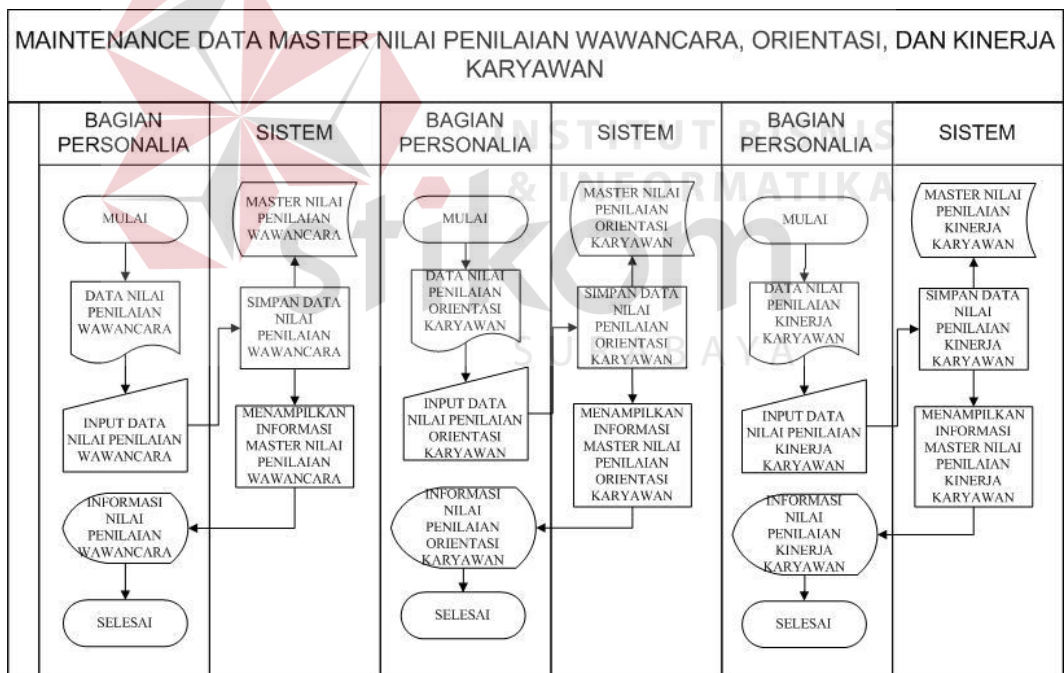 MAINTENANCE DATA MASTER NILAI PENILAIAN WAWANCARA, ORIENTASI, DAN KINERJA
KARYAWAN
BAGIAN
PERSONALIA
SISTEM
BAGIAN
PERSONALIA
SISTEM
BAGIAN
PERSONALIA
SISTEM
INSTITUT BISNIS
& INFORMATIKA
stikom
SURABAYA
MULAI
DATA NILAI
PENILAIAN
WAWANCARA
INPUT DATA
NILAI PENILAIAN
WAWANCARA
INFORMASI
NILAI
PENILAIAN
WAWANCARA
SELESAI
MASTER NILAI
PENILAIAN
WAWANCARA
SIMPAN DATA
NILAI
PENILAIAN
WAWANCARA
MENAMPILKAN
INFORMASI
MASTER NILAI
PENILAIAN
WAWANCARA
MULAI
DATA NILAI
PENILAIAN
ORIENTASI
KARYAWAN
INPUT DATA
NILAI PENILAIAN
ORIENTASI
KARYAWAN
INFORMASI
NILAI
PENILAIAN
ORIENTASI
KARYAWAN
SELESAI
MASTER NILAI
PENILAIAN
ORIENTASI
KARYAWAN
SIMPAN DATA
NILAI
PENILAIAN
ORIENTASI
KARYAWAN
MENAMPILKAN
INFORMASI
MASTER NILAI
PENILAIAN
ORIENTASI
KARYAWAN
MULAI
DATA NILAI
PENILAIAN
KINERJA
KARYAWAN
INPUT DATA
NILAI PENILAIAN
KINERJA
KARYAWAN
INFORMASI
NILAI
PENILAIAN
KINERJA
KARYAWAN
SELESAI
MASTER NILAI
PENILAIAN
KINERJA
KARYAWAN
SIMPAN DATA
NILAI
PENILAIAN
KINERJA
KARYAWAN
MENAMPILKAN
INFORMASI
MASTER NILAI
PENILAIAN
KINERJA
KARYAWAN